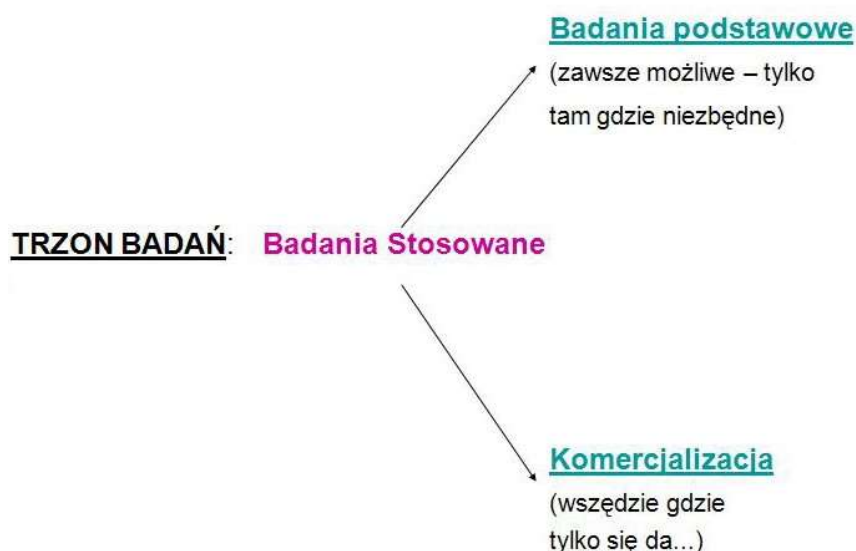 Badania podstawowe
(zawsze możliwe – tylko
tam gdzie niezbędne)
TRZON BADAŃ: Badania Stosowane
Komercjalizacja
(wszędzie gdzie
tylko się da...)